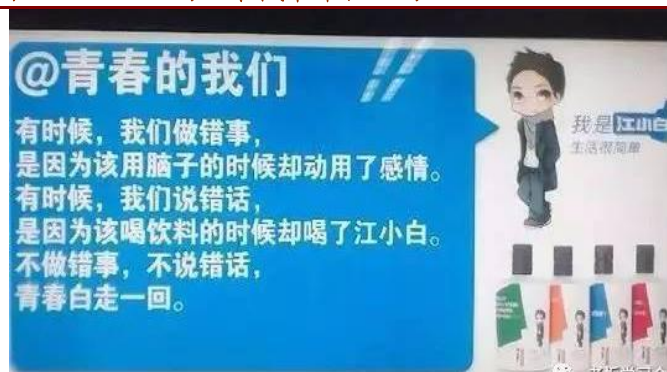 @青春的我们
有时候，我们做错事，
是因为该用脑子的时候却动用了感情。
有时候，我们说错话，
是因为该喝饮料的时候却喝了江小白。
不做错事，不说错话，
青春白走一回。
我是江小白
生活很简单